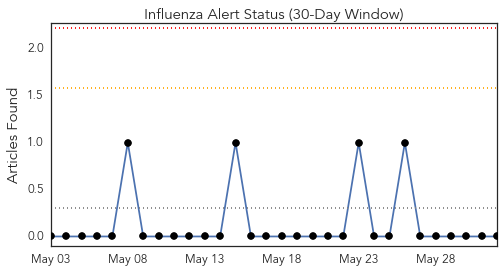 Influenza Alert Status (30-Day Window)
Articles Found
2.0
1.5
1.0
0.5
0.0
May 03 May 08 May 13 May 18 May 23 May 28